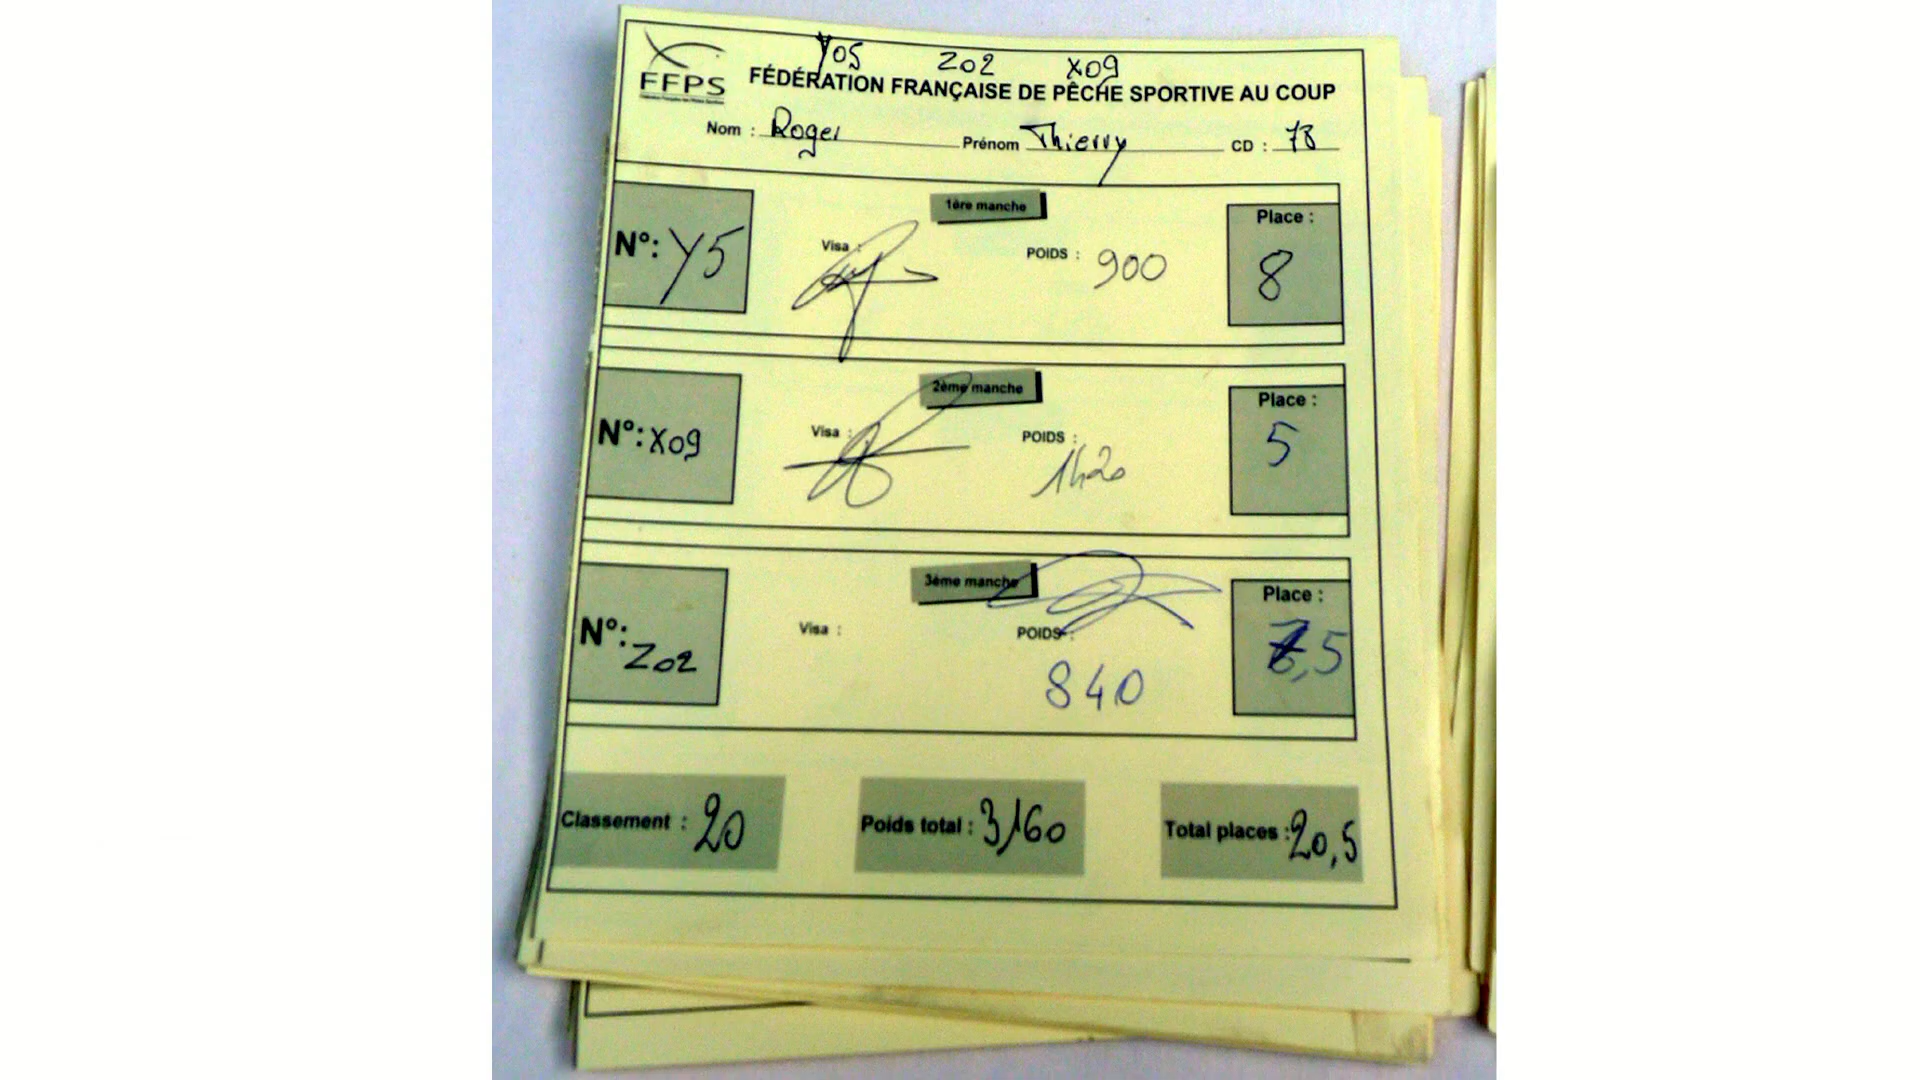 Y05 Z02 X09
FFPS
FÉDÉRATION FRANÇAISE DE PÊCHE SPORTIVE AU COUP
Nom : Roger Prénom Thierry CD : 78
1ère manche
N°: Y5 Visa : POIDS : 900 Place : 8
2ème manche
N°: X09 Visa : POIDS : 1420 Place : 5
3ème manche
N°: Z02 Visa : POIDS : 840 Place : 7,5
Classement : 20 Poids total : 3160 Total places : 20,5